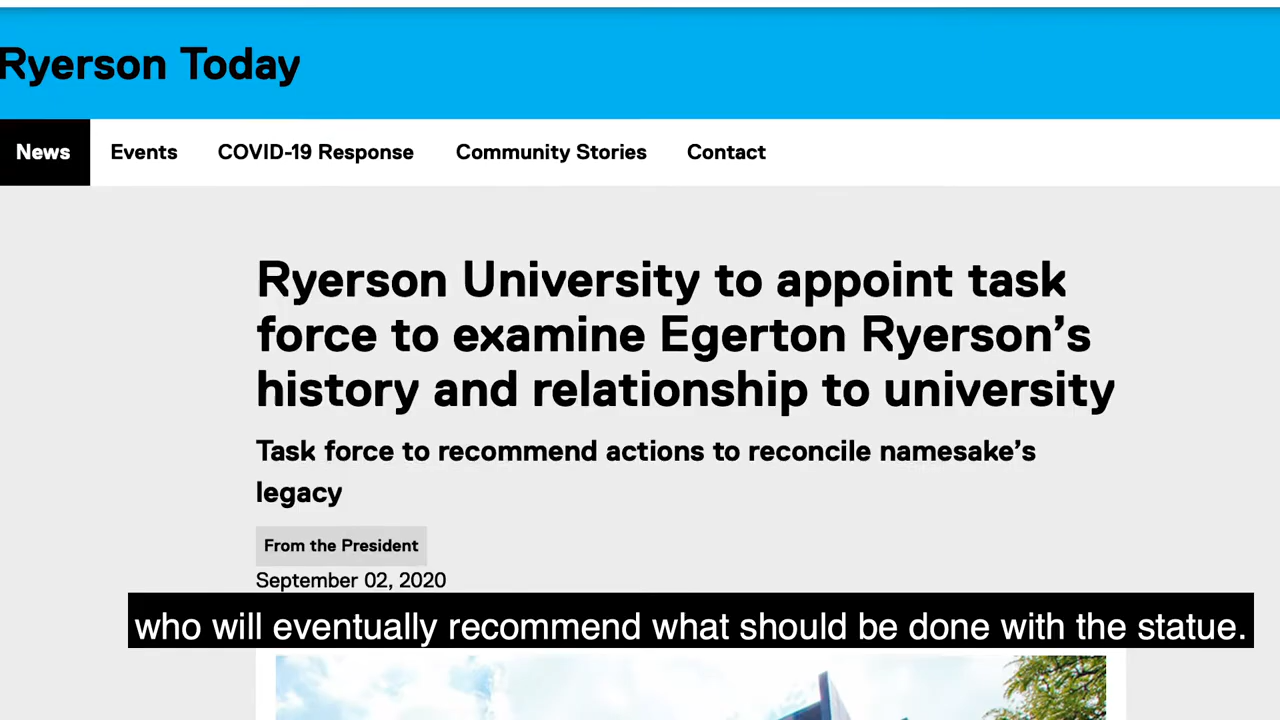 Ryerson Today
News Events COVID-19 Response Community Stories Contact
Ryerson University to appoint task
force to examine Egerton Ryerson’s
history and relationship to university
Task force to recommend actions to reconcile namesake’s
legacy
From the President
September 02, 2020
who will eventually recommend what should be done with the statue.